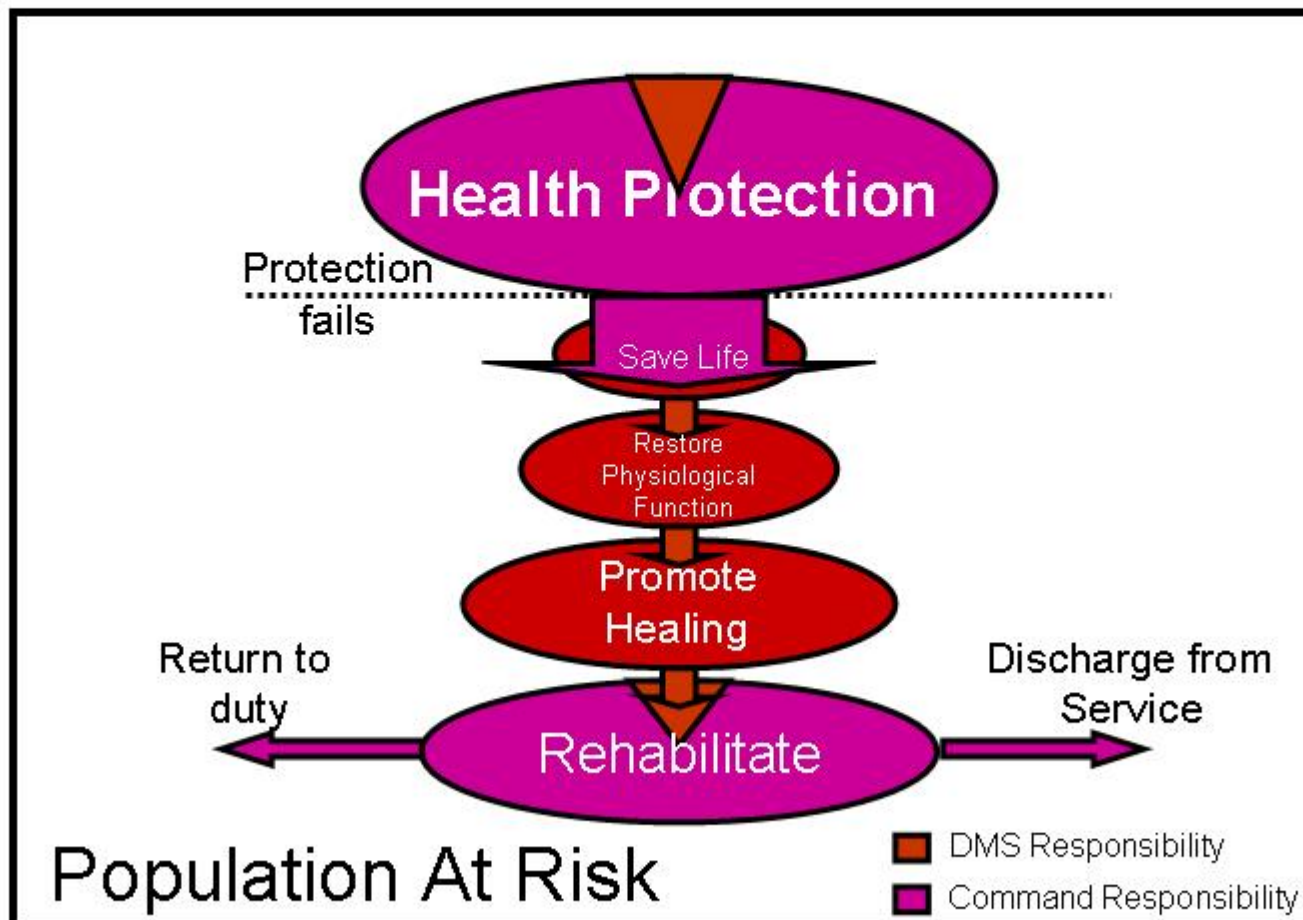 Health Protection
Protection
fails
Save Life
Restore
Physiological
Function
Promote
Healing
Return to
duty
Discharge from
Service
Rehabilitate
Population At Risk
DMS Responsibility
Command Responsibility